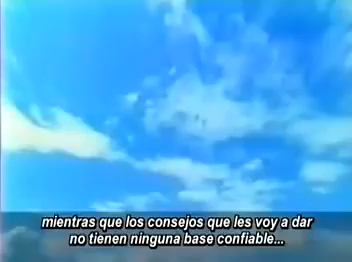 mientras que los consejos que les voy a dar
no tienen ninguna base confiable...